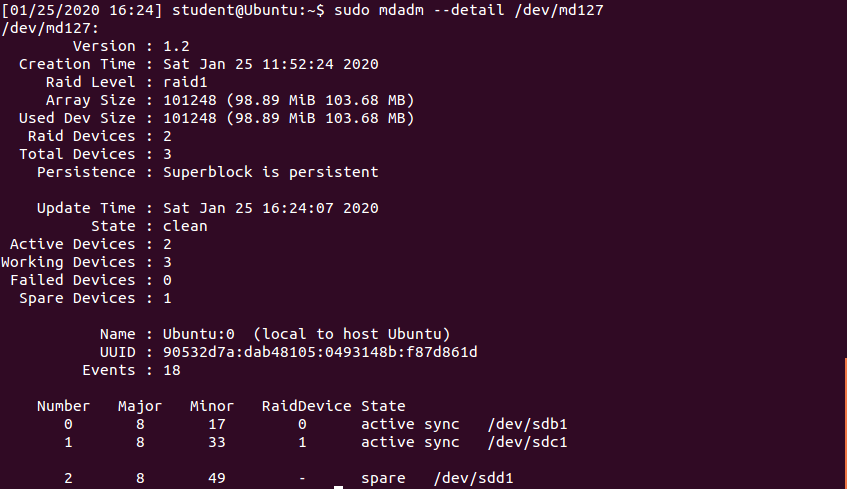 [01/25/2020 16:24] student@Ubuntu:~$ sudo mdadm --detail /dev/md127
/dev/md127:
Version : 1.2
Creation Time : Sat Jan 25 11:52:24 2020
Raid Level : raid1
Array Size : 101248 (98.89 MiB 103.68 MB)
Used Dev Size : 101248 (98.89 MiB 103.68 MB)
Raid Devices : 2
Total Devices : 3
Persistence : Superblock is persistent
Update Time : Sat Jan 25 16:24:07 2020
State : clean
Active Devices : 2
Working Devices : 3
Failed Devices : 0
Spare Devices : 1
Name : Ubuntu:0  (local to host Ubuntu)
UUID : 90532d7a:dab48105:0493148b:f87d861d
Events : 18
Number   Major   Minor   RaidDevice State
0       8       17        0      active sync   /dev/sdb1
1       8       33        1      active sync   /dev/sdc1
2       8       49        -      spare   /dev/sdd1